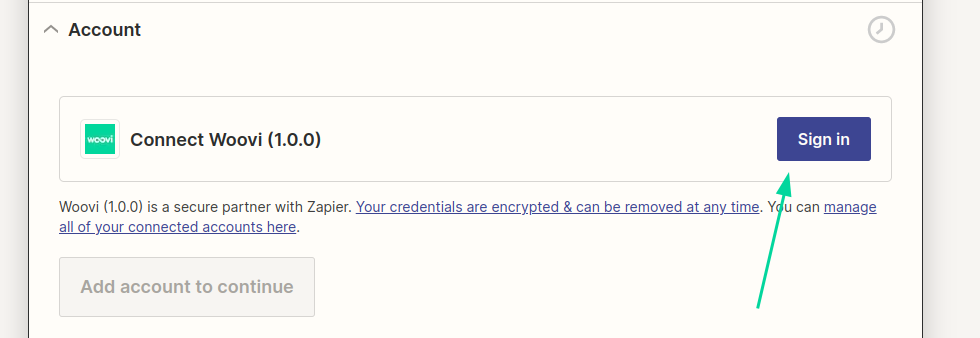 Account
woovi
Connect Woovi (1.0.0)
Sign in
Woovi (1.0.0) is a secure partner with Zapier. Your credentials are encrypted & can be removed at any time. You can manage
all of your connected accounts here.
Add account to continue